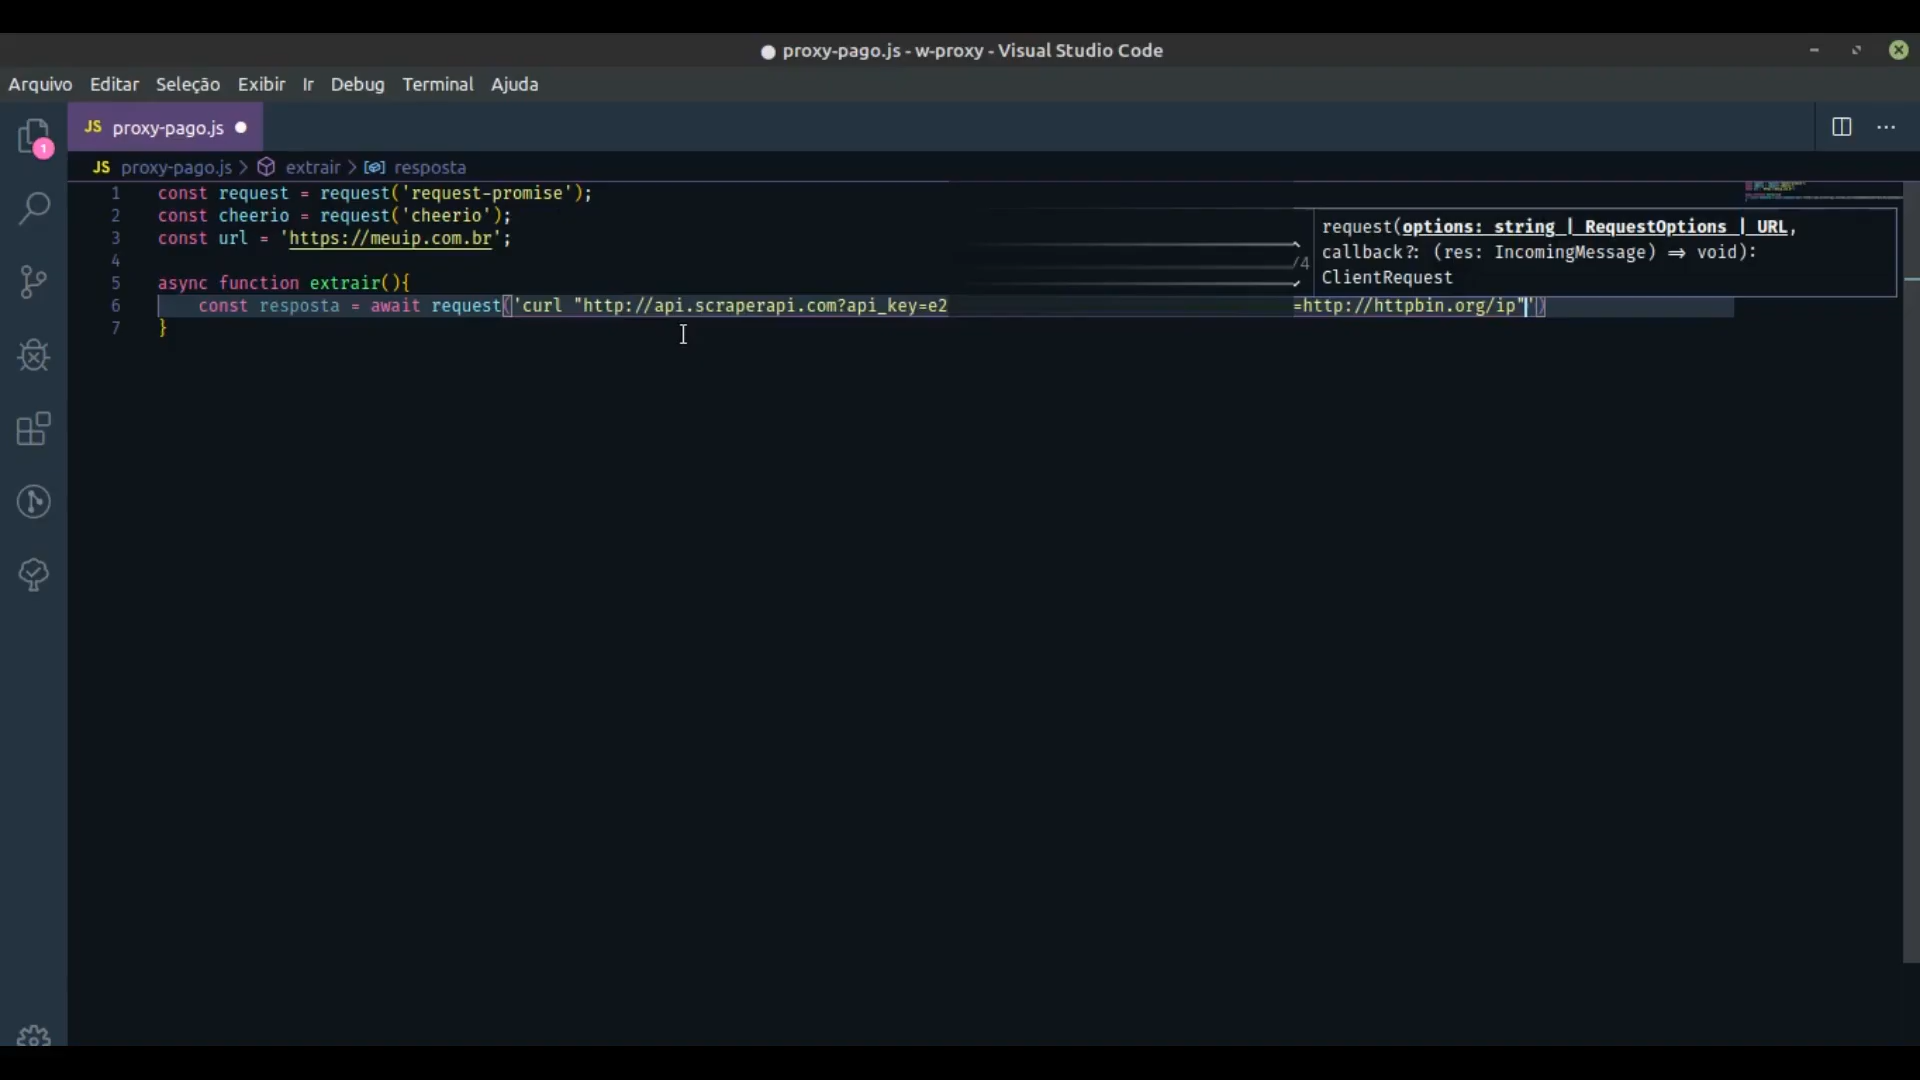 proxy-pago.js - w-proxy - Visual Studio Code
Arquivo Editar Seleção Exibir Ir Debug Terminal Ajuda
JS proxy-pago.js
1
JS proxy-pago.js > extrair > resposta
1 const request = request('request-promise');
2 const cheerio = request('cheerio');
3 const url = 'https://meuip.com.br';
4
5 async function extrair(){
6 const resposta = await request('curl "http://api.scraperapi.com?api_key=e2 =http://httpbin.org/ip"')
7 }
/4
request(options: string | RequestOptions | URL,
callback?: (res: IncomingMessage) => void):
ClientRequest